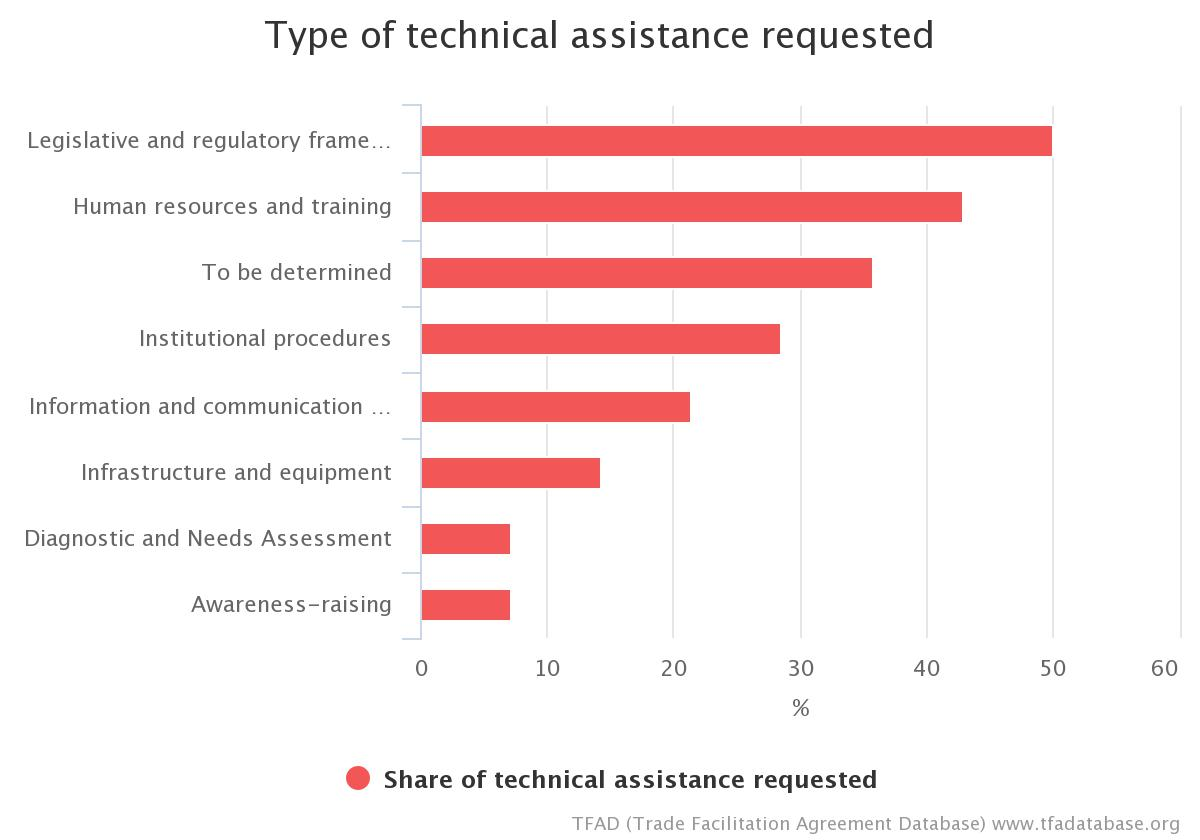 Type of technical assistance requested
Legislative and regulatory frame...
Human resources and training
To be determined
Institutional procedures
Information and communication ...
Infrastructure and equipment
Diagnostic and Needs Assessment
Awareness-raising
0 10 20 30 40 50 60
%
Share of technical assistance requested
TFAD (Trade Facilitation Agreement Database) www.tfadatabase.org